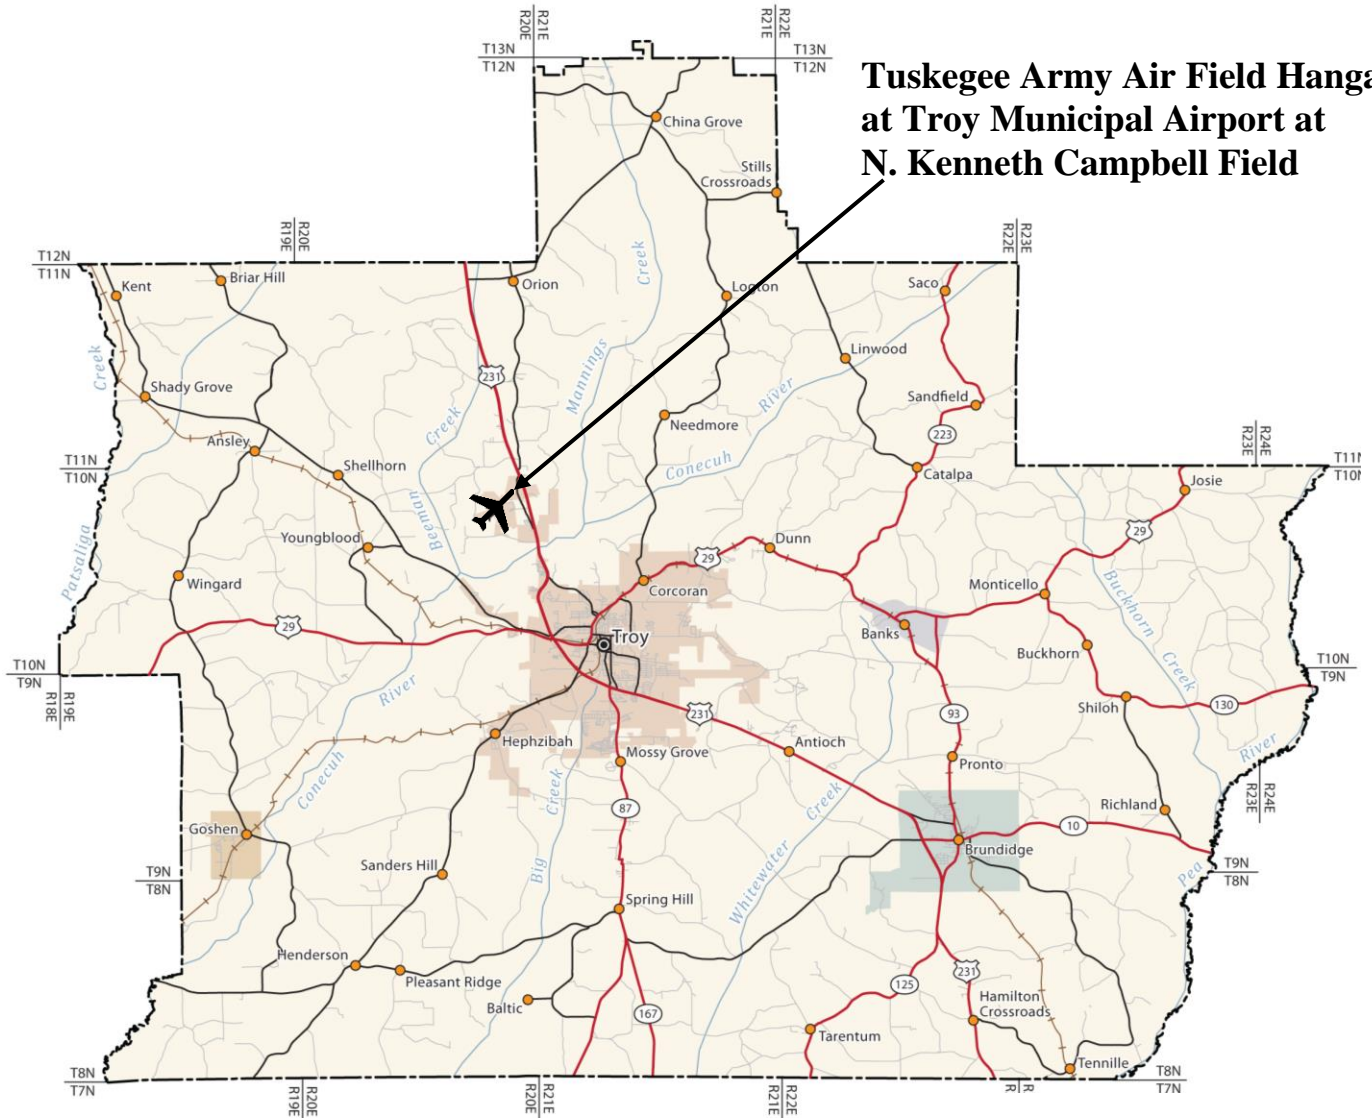 R20E
R21E
R21E
R22E
T13N
T12N
T13N
T12N
Tuskegee Army Air Field Hanga
at Troy Municipal Airport at
N. Kenneth Campbell Field
China Grove
Stills
Crossroads
R19E
R20E
R22E
R23E
T12N
T11N
Kent
Briar Hill
Orion
Creek
Saco
Linwood
Creek
Shady Grove
231
Mannings
River
Sandfield
Creek
Needmore
223
Ansley
Shellhorn
Conecuh
Catalpa
R23E
R24E
T11N
T10N
T11N
T10N
Josie
Beeman
Youngblood
Patsaliga
Wingard
Dunn
29
29
Corcoran
Monticello
Buckhorn
Creek
29
Troy
Banks
Buckhorn
T10N
T9N
R18E
R19E
T10N
T9N
River
Conecuh
Hephzibah
231
Antioch
93
Shiloh
130
River
Mossy Grove
Pronto
R23E
R24E
Creek
Big
87
Creek
Whitewater
Richland
10
Goshen
Brundidge
Sanders Hill
T9N
T8N
Pea
T9N
T8N
Spring Hill
Henderson
Pleasant Ridge
Baltic
167
125
231
Hamilton
Crossroads
Tarentum
Tennille
T8N
T7N
T8N
T7N
R19E
R20E
R20E
R21E
R21E
R22E
R
R